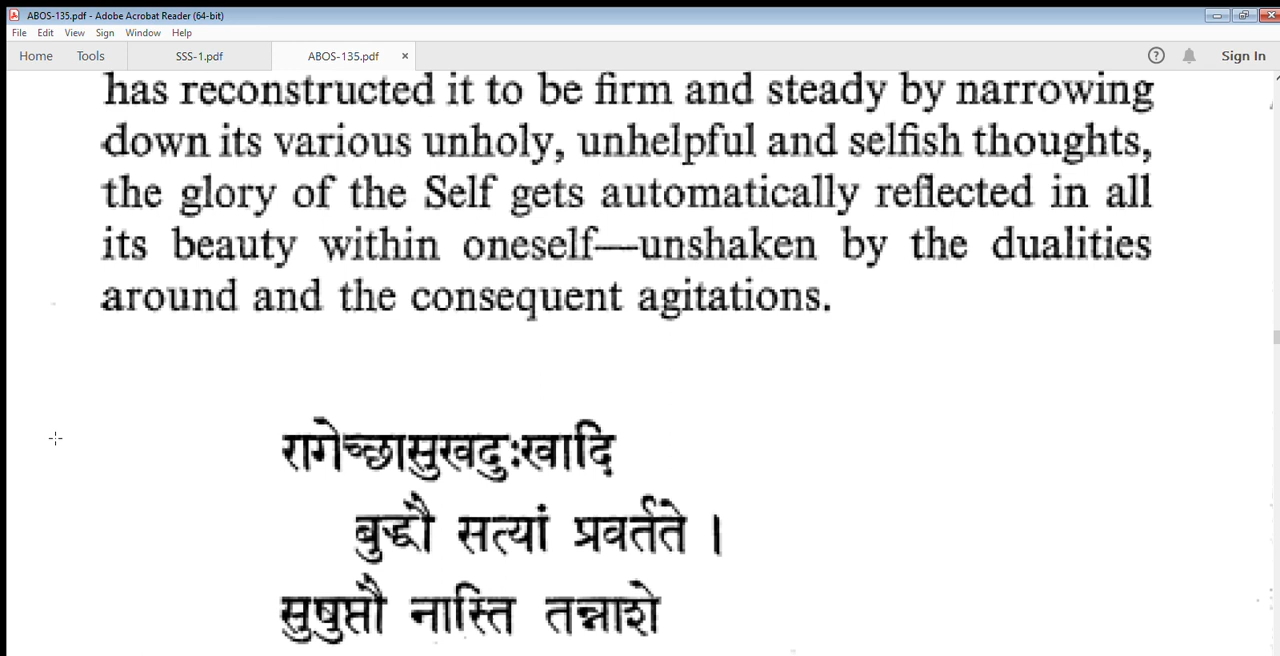 ABOS-135.pdf - Adobe Acrobat Reader (64-bit)
File Edit View Sign Window Help
Home Tools SSS-1.pdf ABOS-135.pdf × ? Sign In
has reconstructed it to be firm and steady by narrowing
down its various unholy, unhelpful and selfish thoughts,
the glory of the Self gets automatically reflected in all
its beauty within oneself—unshaken by the dualities
around and the consequent agitations.
रागेच्छासुखदुःखादि
बुद्धौ सत्यां प्रवर्तते ।
सुषुप्तौ नास्ति तन्नाशे